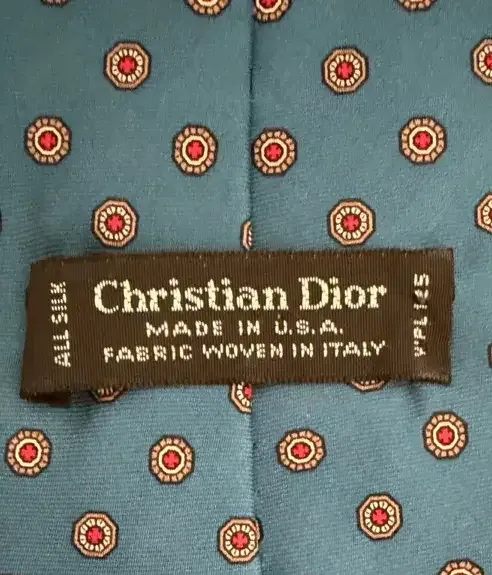 ALL SILK
Christian Dior
MADE IN U.S.A.
FABRIC WOVEN IN ITALY